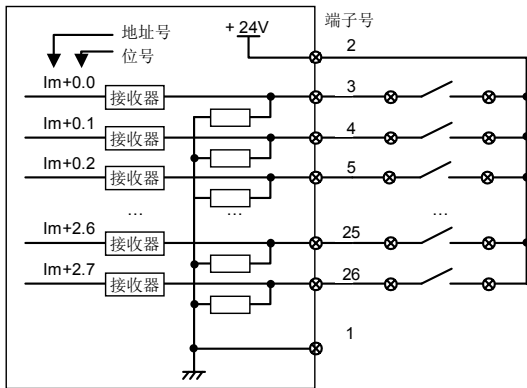 端子号
地址号
+ 24V
2
位号
Im+0.0
接收器
3
Im+0.1
接收器
4
Im+0.2
接收器
5
...
...
...
Im+2.6
接收器
25
Im+2.7
接收器
26
1